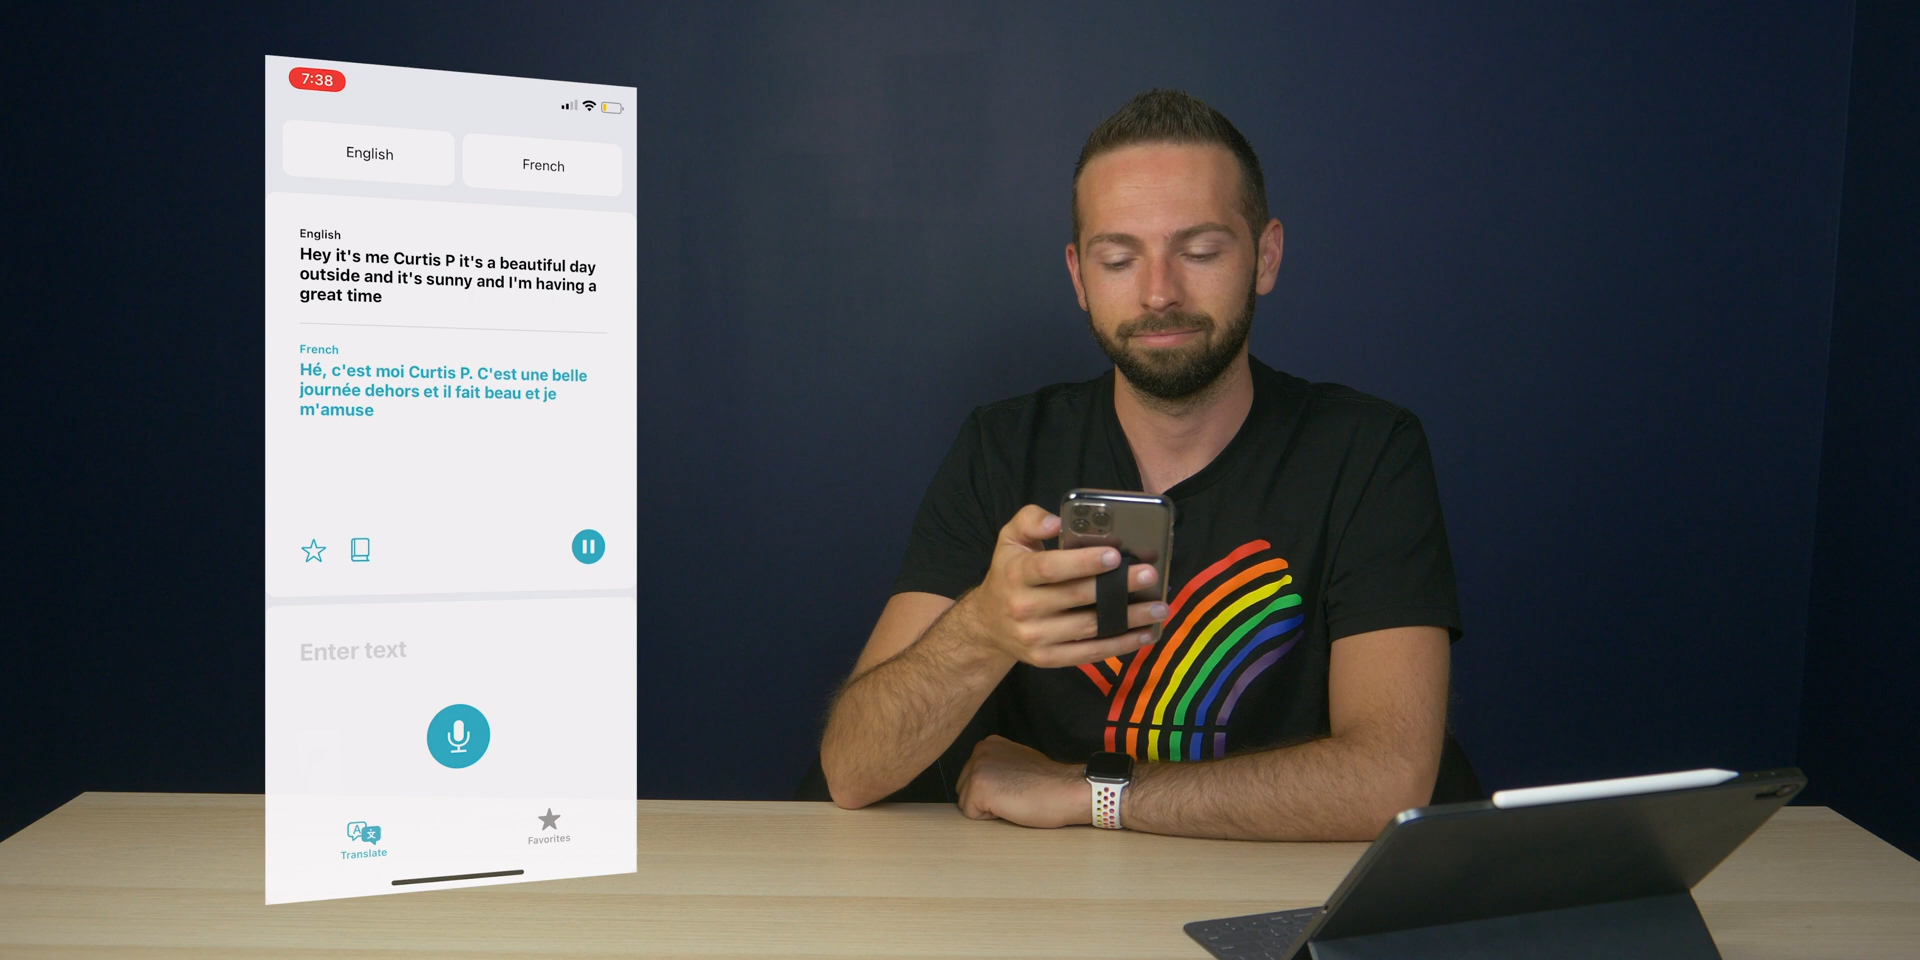 7:38
English
French
English
Hey it's me Curtis P it's a beautiful day
outside and it's sunny and I'm having a
great time
French
Hé, c'est moi Curtis P. C'est une belle
journée dehors et il fait beau et je
m'amuse
Enter text
A 文
Translate
Favorites